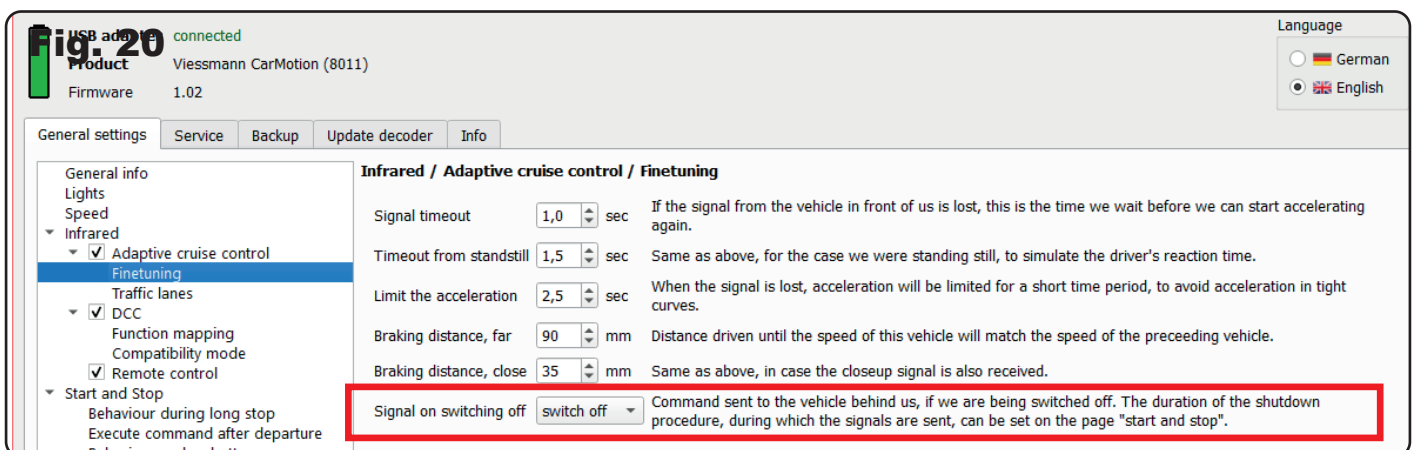 Fig. 20
USB adapter connected
Product Viessmann CarMotion (8011)
Firmware 1.02
Language
German
English
General settings Service Backup Update decoder Info
General info
Lights
Speed
Infrared
Adaptive cruise control
Finetuning
Traffic lanes
DCC
Function mapping
Compatibility mode
Remote control
Start and Stop
Behaviour during long stop
Execute command after departure
Infrared / Adaptive cruise control / Finetuning
Signal timeout 1,0 sec If the signal from the vehicle in front of us is lost, this is the time we wait before we can start accelerating
again.
Timeout from standstill 1,5 sec Same as above, for the case we were standing still, to simulate the driver's reaction time.
Limit the acceleration 2,5 sec When the signal is lost, acceleration will be limited for a short time period, to avoid acceleration in tight
curves.
Braking distance, far 90 mm Distance driven until the speed of this vehicle will match the speed of the preceeding vehicle.
Braking distance, close 35 mm Same as above, in case the closeup signal is also received.
Signal on switching off switch off Command sent to the vehicle behind us, if we are being switched off. The duration of the shutdown
procedure, during which the signals are sent, can be set on the page "start and stop".